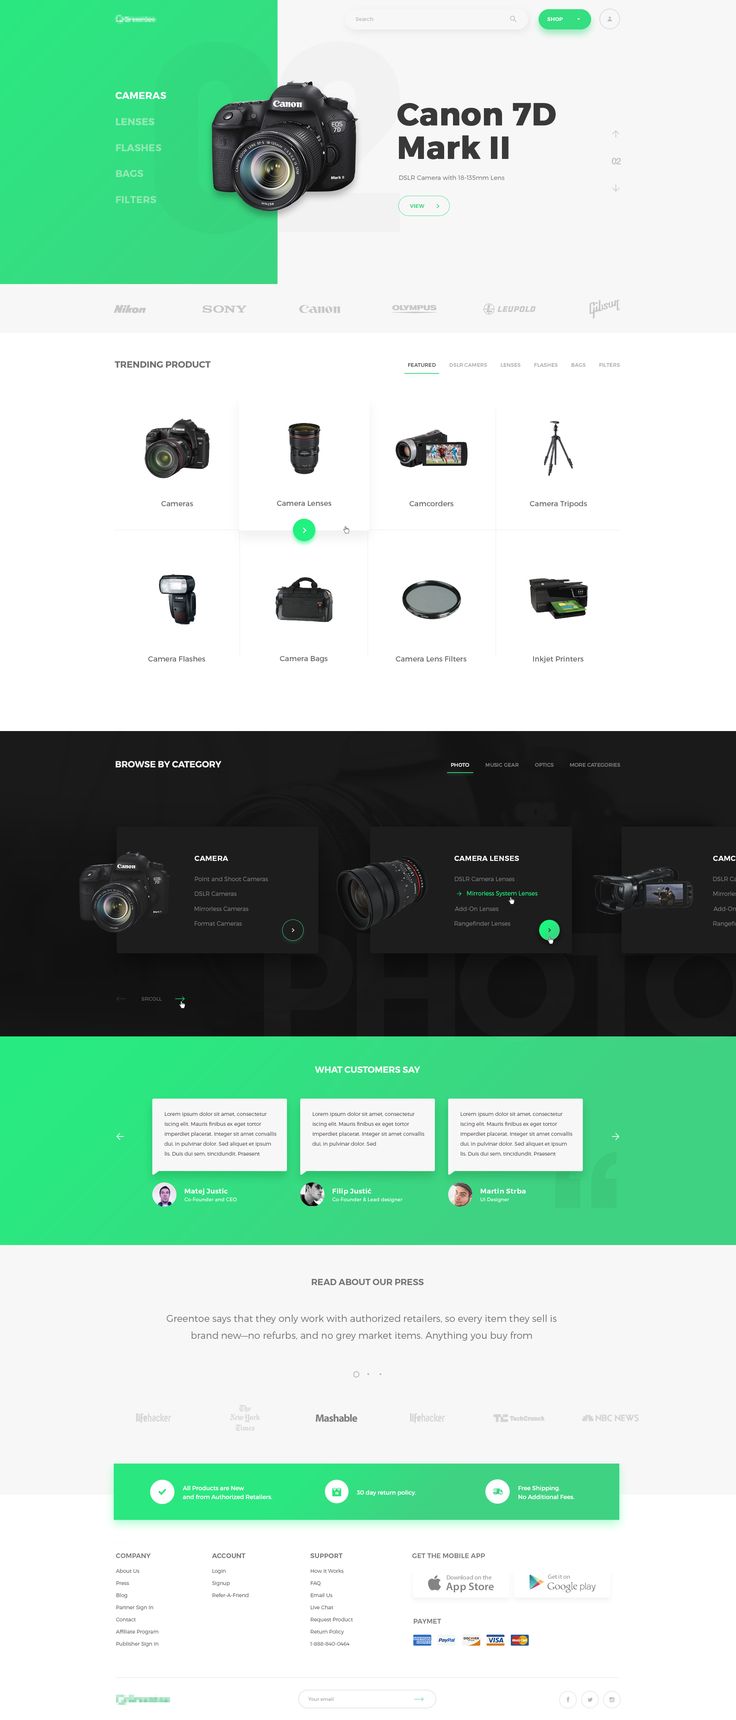 Greentoe
Search
SHOP
CAMERAS
LENSES
FLASHES
BAGS
FILTERS
02
Canon
EOS
7D
Mark II
Canon 7D
Mark II
DSLR Camera with 18-135mm Lens
VIEW
02
Nikon
SONY
Canon
OLYMPUS
LEUPOLD
Gibson
TRENDING PRODUCT
FEATURED
DSLR CAMERS
LENSES
FLASHES
BAGS
FILTERS
Cameras
Camera Lenses
Camcorders
Camera Tripods
Camera Flashes
Camera Bags
Camera Lens Filters
Inkjet Printers
BROWSE BY CATEGORY
PHOTO
MUSIC GEAR
OPTICS
MORE CATEGORIES
Canon
CAMERA
Point and Shoot Cameras
DSLR Cameras
Mirrorless Cameras
Format Cameras
CAMERA LENSES
DSLR Camera Lenses
Mirrorless System Lenses
Add-On Lenses
Rangefinder Lenses
CAMC
DSLR C
Mirrorles
Add-On
Rangefin
PHOTO
SRCOLL
WHAT CUSTOMERS SAY
Lorem ipsum dolor sit amet, consectetur
iscing elit. Mauris finibus ex eget tortor
imperdiet placerat. Integer sit amet convallis
dui, in pulvinar dolor. Sed aliquet et ipsum
lis. Duis dui sem, tincidundit, Praesent
Matej Justic
Co-Founder and CEO
Lorem ipsum dolor sit amet, consectetur
iscing elit. Mauris finibus ex eget tortor
imperdiet placerat. Integer sit amet convallis
dui, in pulvinar dolor. Sed
Filip Justić
Co-Founder & Lead designer
Lorem ipsum dolor sit amet, consectetur
iscing elit. Mauris finibus ex eget tortor
imperdiet placerat. Integer sit amet convallis
dui, in pulvinar dolor. Sed aliquet et ipsum
lis. Duis dui sem, tincidundit, Praesent
Martin Strba
UI Designer
“
READ ABOUT OUR PRESS
Greentoe says that they only work with authorized retailers, so every item they sell is
brand new—no refurbs, and no grey market items. Anything you buy from
lifehacker
The
New York
Times
Mashable
lifehacker
TechCrunch
NBC NEWS
All Products are New
and from Authorized Retailers.
30 day return policy.
Free Shipping.
No Additional Fees.
COMPANY
About Us
Press
Blog
Partner Sign In
Contact
Affiliate Program
Publisher Sign In
ACCOUNT
Login
Signup
Refer-A-Friend
SUPPORT
How It Works
FAQ
Email Us
Live Chat
Request Product
Return Policy
1-888-840-0464
GET THE MOBILE APP
Download on the
App Store
Get it on
Google play
PAYMET
PayPal
DISCOVER
VISA
MasterCard
Greentoe
Your email